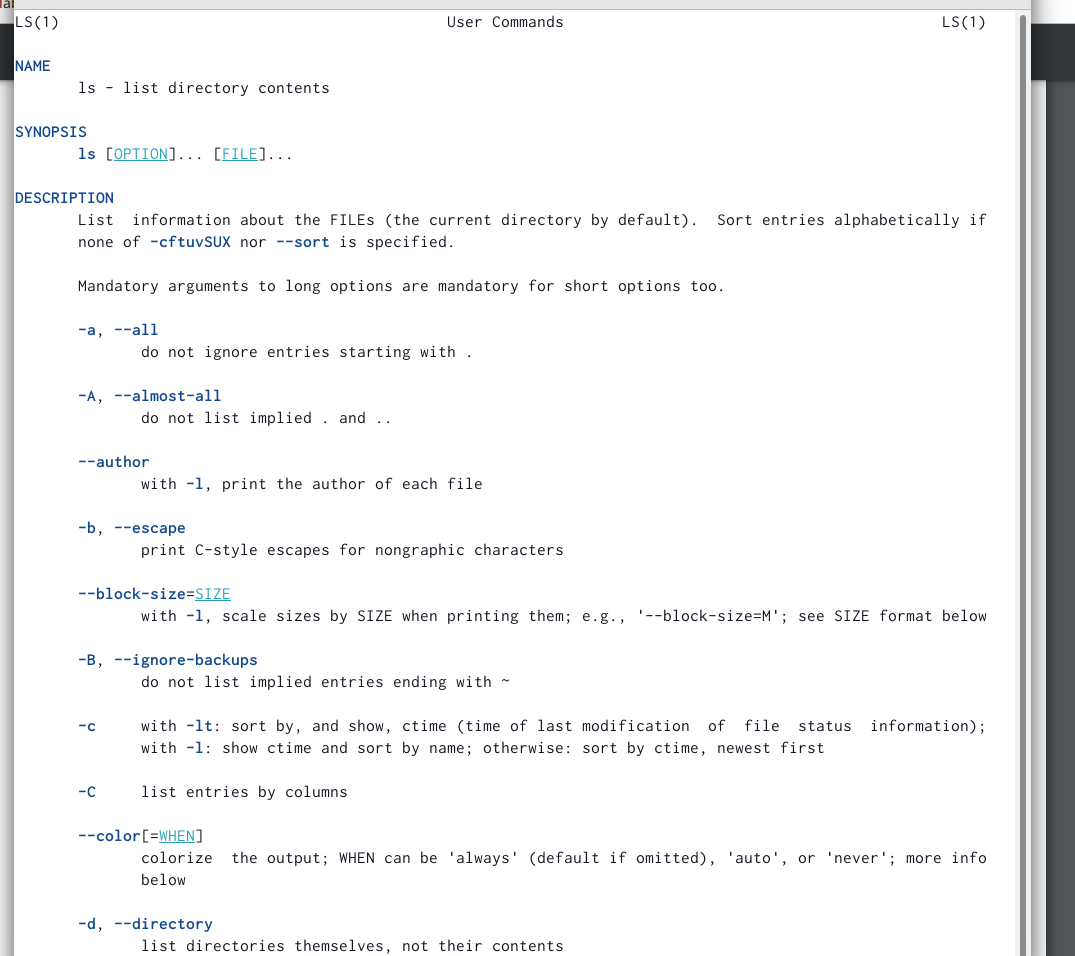 LS(1) User Commands LS(1)
NAME
ls - list directory contents
SYNOPSIS
ls [OPTION]... [FILE]...
DESCRIPTION
List  information about the FILEs (the current directory by default).  Sort entries alphabetically if
none of -cftuvSUX nor --sort is specified.
Mandatory arguments to long options are mandatory for short options too.
-a, --all
do not ignore entries starting with .
-A, --almost-all
do not list implied . and ..
--author
with -l, print the author of each file
-b, --escape
print C-style escapes for nongraphic characters
--block-size=SIZE
with -l, scale sizes by SIZE when printing them; e.g., '--block-size=M'; see SIZE format below
-B, --ignore-backups
do not list implied entries ending with ~
-c     with -lt: sort by, and show, ctime (time of last modification  of  file  status  information);
with -l: show ctime and sort by name; otherwise: sort by ctime, newest first
-C     list entries by columns
--color[=WHEN]
colorize  the output; WHEN can be 'always' (default if omitted), 'auto', or 'never'; more info
below
-d, --directory
list directories themselves, not their contents